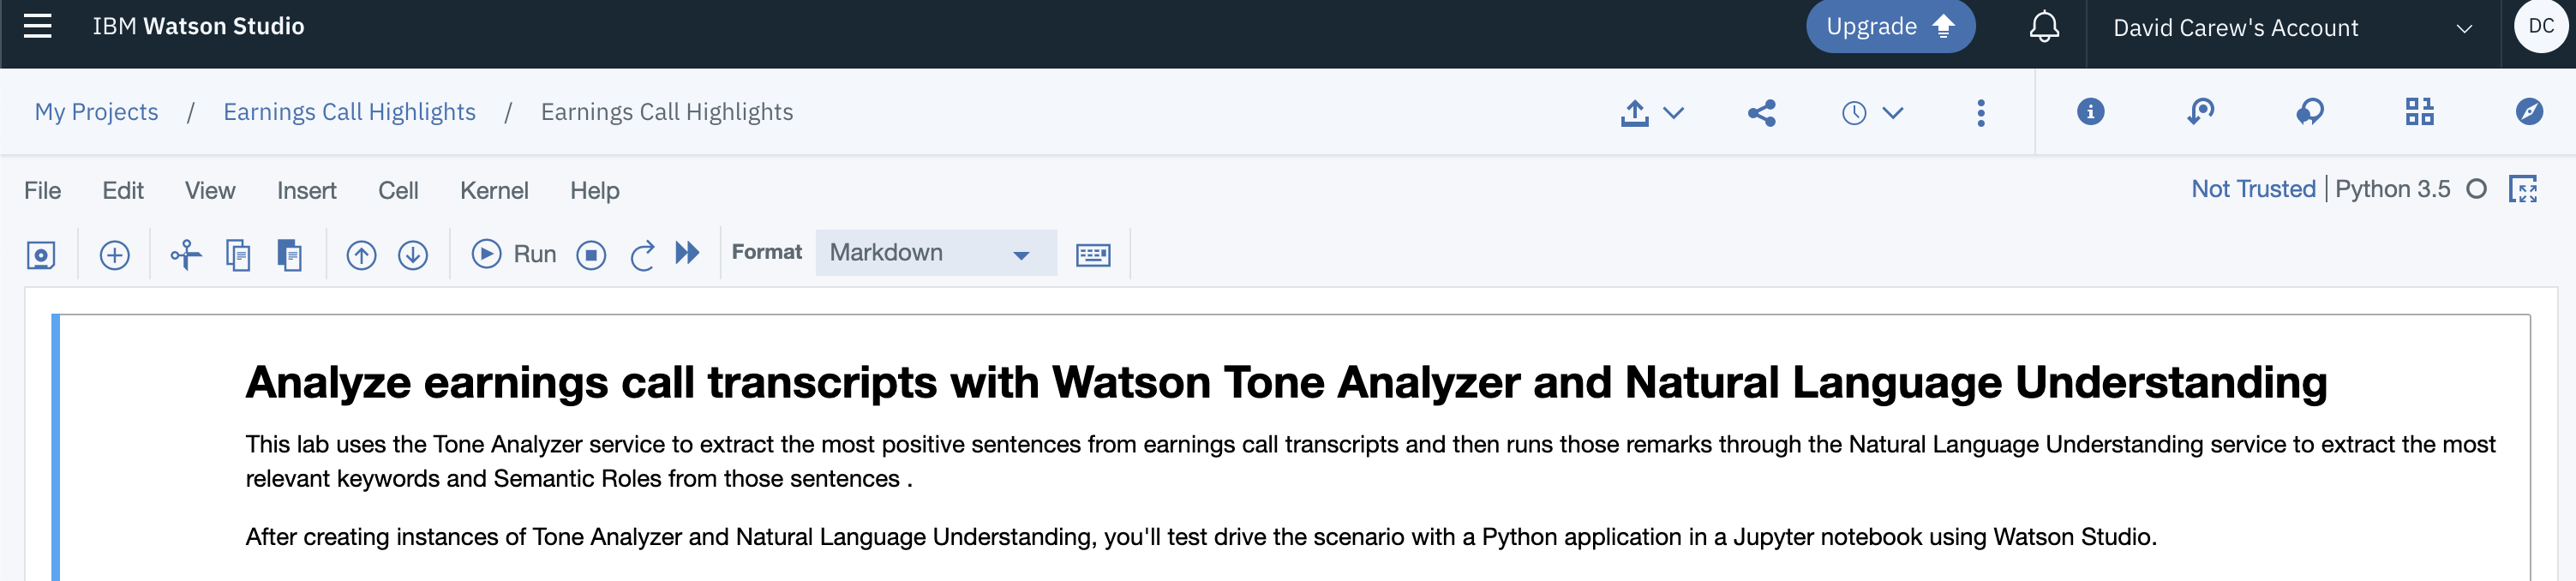 IBM Watson Studio
Upgrade
David Carew's Account
DC
My Projects / Earnings Call Highlights / Earnings Call Highlights
File Edit View Insert Cell Kernel Help
Not Trusted | Python 3.5
Run
Format
Markdown
Analyze earnings call transcripts with Watson Tone Analyzer and Natural Language Understanding
This lab uses the Tone Analyzer service to extract the most positive sentences from earnings call transcripts and then runs those remarks through the Natural Language Understanding service to extract the most
relevant keywords and Semantic Roles from those sentences .
After creating instances of Tone Analyzer and Natural Language Understanding, you'll test drive the scenario with a Python application in a Jupyter notebook using Watson Studio.